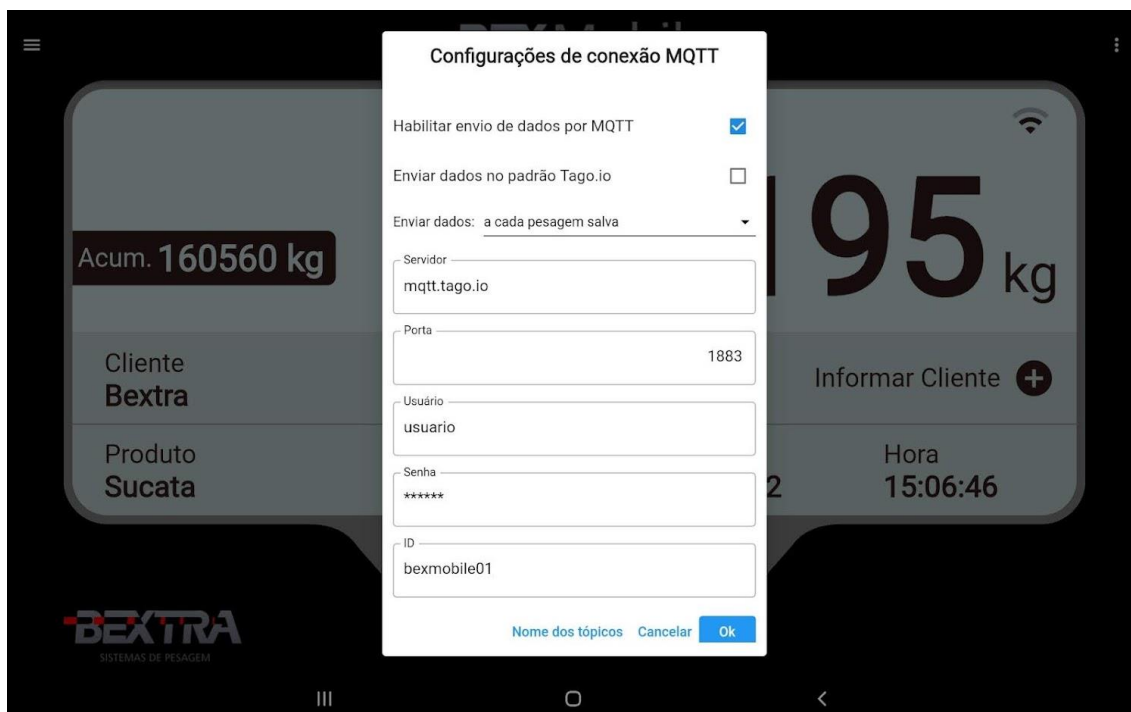 Configurações de conexão MQTT
Habilitar envio de dados por MQTT
Enviar dados no padrão Tago.io
Enviar dados: a cada pesagem salva
Servidor
mqtt.tago.io
Porta
1883
Usuário
usuario
Senha
******
ID
bexmobile01
Nome dos tópicos Cancelar Ok
Acum. 160560 kg
195 kg
Cliente
Bextra
Informar Cliente
Produto
Sucata
2
Hora
15:06:46
BEXTRA
SISTEMAS DE PESAGEM